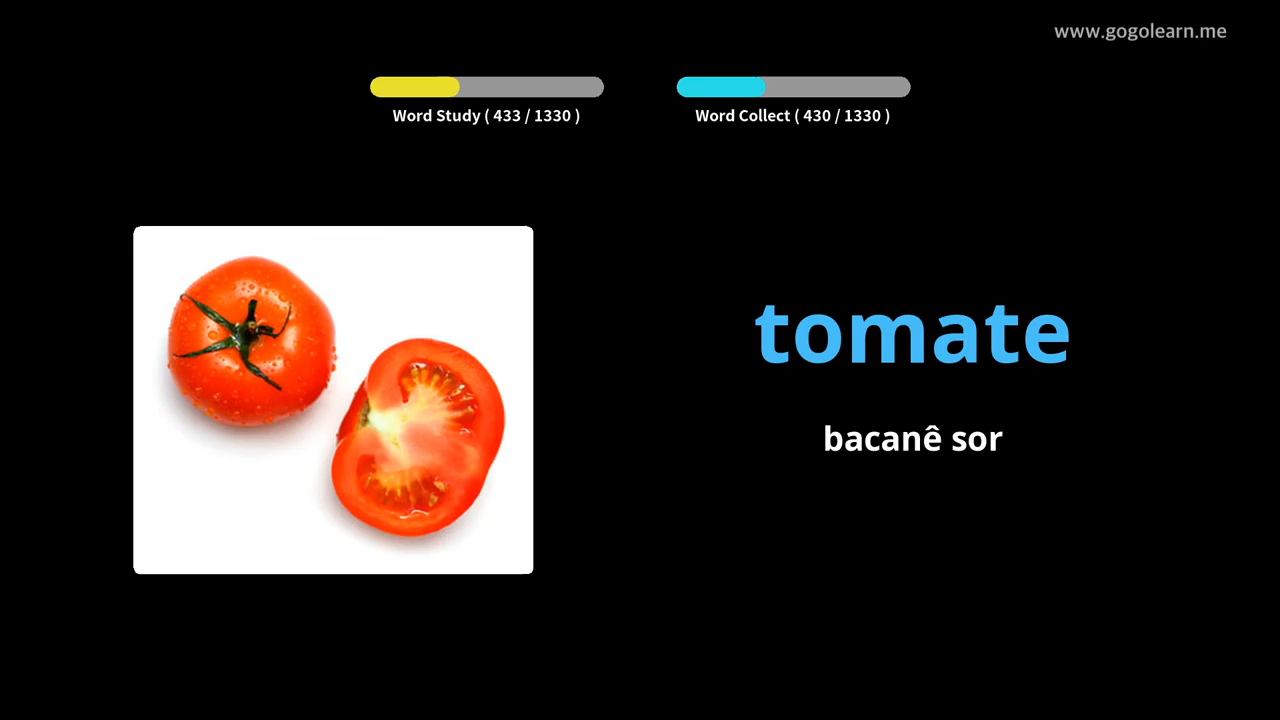 www.gogolearn.me
Word Study ( 433 / 1330 )
Word Collect ( 430 / 1330 )
tomate
bacanê sor